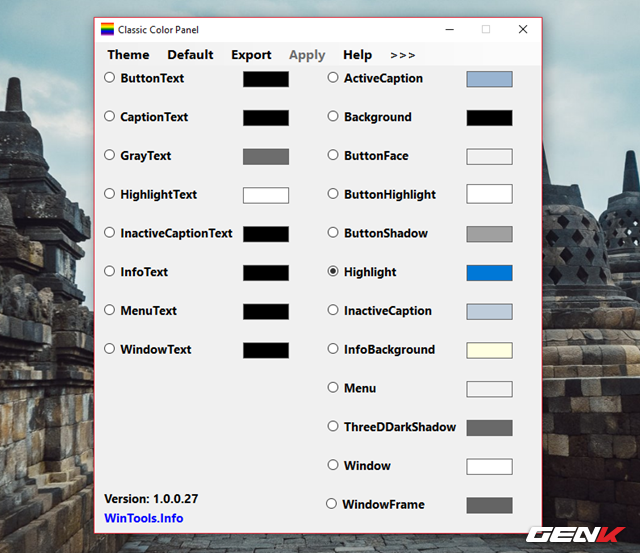 Classic Color Panel
Theme Default Export Apply Help >>>
ButtonText
CaptionText
GrayText
HighlightText
InactiveCaptionText
InfoText
MenuText
WindowText
ActiveCaption
Background
ButtonFace
ButtonHighlight
ButtonShadow
Highlight
InactiveCaption
InfoBackground
Menu
ThreeDDarkShadow
Window
WindowFrame
Version: 1.0.0.27
WinTools.Info
GENK